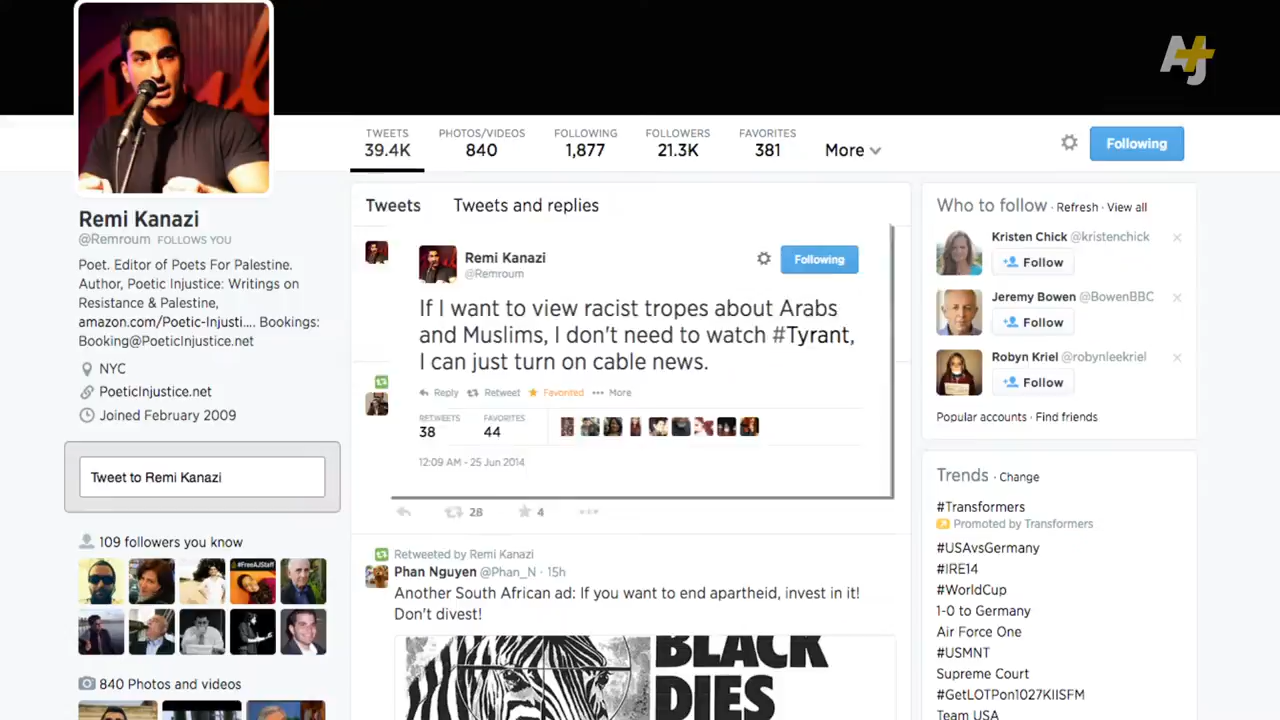 AJ+
TWEETS
39.4K
PHOTOS/VIDEOS
840
FOLLOWING
1,877
FOLLOWERS
21.3K
FAVORITES
381
More
Following
Remi Kanazi
@Remroum FOLLOWS YOU
Poet. Editor of Poets For Palestine.
Author, Poetic Injustice: Writings on
Resistance & Palestine,
amazon.com/Poetic-Injusti.... Bookings:
Booking@PoeticInjustice.net
NYC
PoeticInjustice.net
Joined February 2009
Tweet to Remi Kanazi
109 followers you know
#FreeAJStaff
840 Photos and videos
Tweets Tweets and replies
Remi Kanazi
@Remroum
Following
If I want to view racist tropes about Arabs
and Muslims, I don't need to watch #Tyrant,
I can just turn on cable news.
Reply Retweet Favorited More
RETWEETS
38
FAVORITES
44
12:09 AM - 25 Jun 2014
28 4
Retweeted by Remi Kanazi
Phan Nguyen @Phan_N · 15h
Another South African ad: If you want to end apartheid, invest in it!
Don't divest!
BLACK
DIES
Who to follow · Refresh · View all
Kristen Chick @kristenchick
Follow
Jeremy Bowen @BowenBBC
Follow
Robyn Kriel @robynleekriel
Follow
Popular accounts · Find friends
Trends · Change
#Transformers
Promoted by Transformers
#USAvsGermany
#IRE14
#WorldCup
1-0 to Germany
Air Force One
#USMNT
Supreme Court
#GetLOTPon1027KIISFM
Team USA